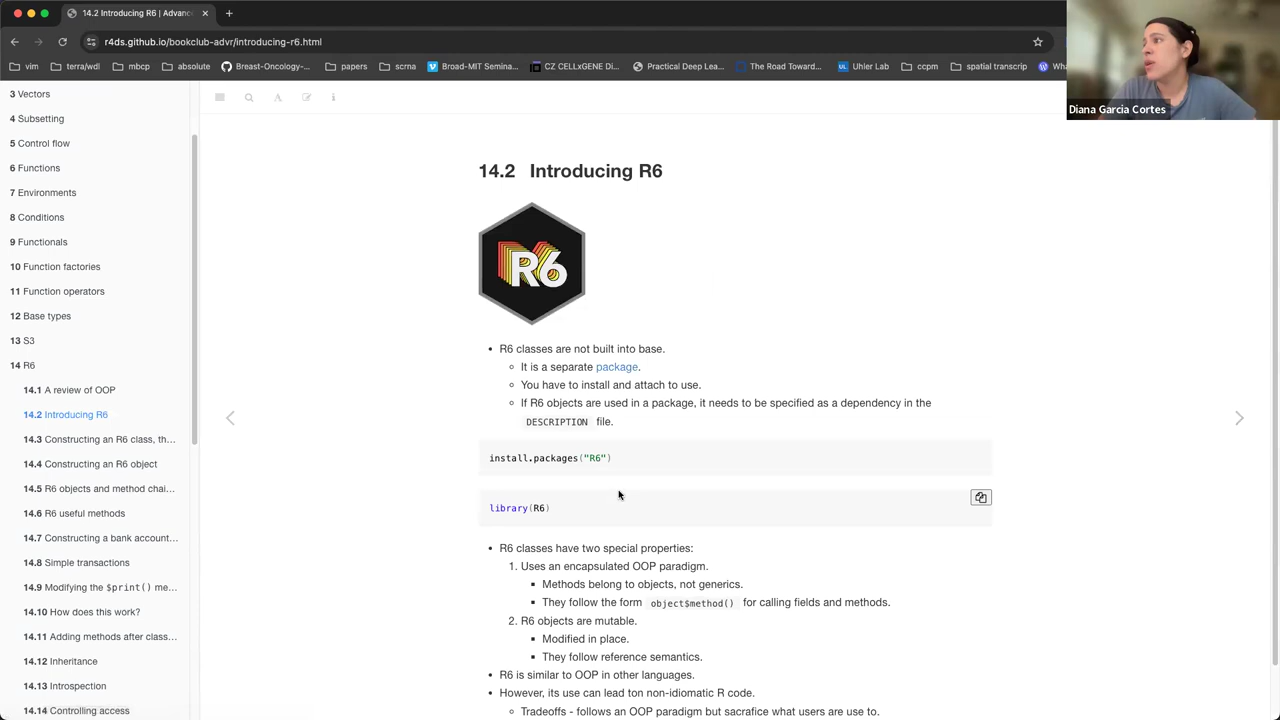 14.2 Introducing R6 | Advanc
r4ds.github.io/bookclub-advr/introducing-r6.html
vim
terra/wdl
mbcp
absolute
Breast-Oncology-...
papers
scrna
Brad-MIT Semina...
CZ CELLxGENE Di...
Practical Deep Lea...
The Road Toward...
Uhler Lab
ccpm
spatial transcrip
Wha
Diana Garcia Cortes
3 Vectors
4 Subsetting
5 Control flow
6 Functions
7 Environments
8 Conditions
9 Functionals
10 Function factories
11 Function operators
12 Base types
13 S3
14 R6
14.1 A review of OOP
14.2 Introducing R6
14.3 Constructing an R6 class, th...
14.4 Constructing an R6 object
14.5 R6 objects and method chai...
14.6 R6 useful methods
14.7 Constructing a bank account...
14.8 Simple transactions
14.9 Modifying the $print() me...
14.10 How does this work?
14.11 Adding methods after class...
14.12 Inheritance
14.13 Introspection
14.14 Controlling access
14.2 Introducing R6
R6
• R6 classes are not built into base.
It is a separate package.
You have to install and attach to use.
If R6 objects are used in a package, it needs to be specified as a dependency in the
DESCRIPTION file.
install.packages("R6")
library(R6)
• R6 classes have two special properties:
1. Uses an encapsulated OOP paradigm.
Methods belong to objects, not generics.
They follow the form object$method() for calling fields and methods.
2. R6 objects are mutable.
Modified in place.
They follow reference semantics.
• R6 is similar to OOP in other languages.
• However, its use can lead ton non-idiomatic R code.
Tradeoffs - follows an OOP paradigm but sacrafice what users are use to.